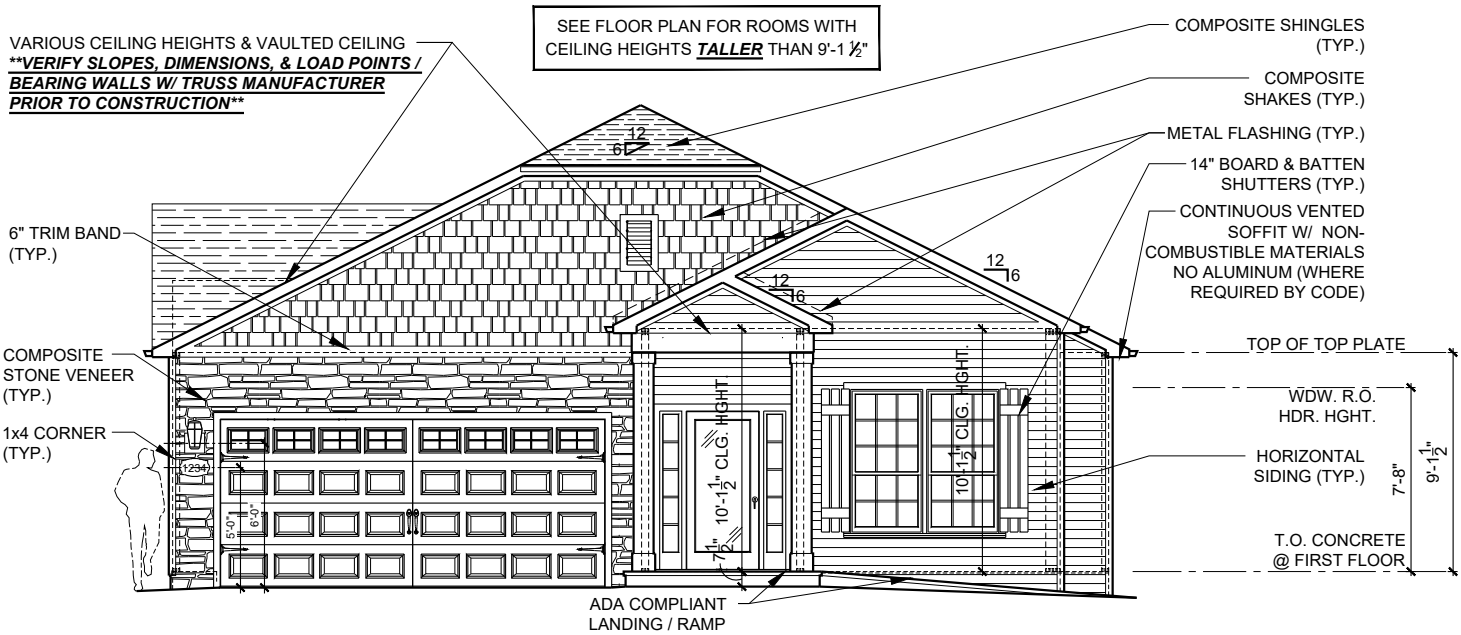 SEE FLOOR PLAN FOR ROOMS WITH
CEILING HEIGHTS TALLER THAN 9'-1 1/2"
VARIOUS CEILING HEIGHTS & VAULTED CEILING
**VERIFY SLOPES, DIMENSIONS, & LOAD POINTS /
BEARING WALLS W/ TRUSS MANUFACTURER
PRIOR TO CONSTRUCTION**
6" TRIM BAND
(TYP.)
COMPOSITE
STONE VENEER
(TYP.)
1x4 CORNER
(TYP.)
12
6
12
6
12
6
1234
5'-0"
6'-0"
10'-1 1/2" CLG. HGHT.
7 1/2"
10'-1 1/2" CLG. HGHT.
ADA COMPLIANT
LANDING / RAMP
COMPOSITE SHINGLES
(TYP.)
COMPOSITE
SHAKES (TYP.)
METAL FLASHING (TYP.)
14" BOARD & BATTEN
SHUTTERS (TYP.)
CONTINUOUS VENTED
SOFFIT W/ NON-
COMBUSTIBLE MATERIALS
NO ALUMINUM (WHERE
REQUIRED BY CODE)
TOP OF TOP PLATE
WDW. R.O.
HDR. HGHT.
HORIZONTAL
SIDING (TYP.)
7'-8"
9'-1 1/2"
T.O. CONCRETE
@ FIRST FLOOR